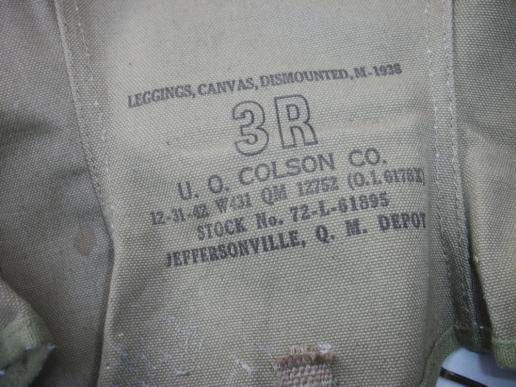 LEGGINGS, CANVAS, DISMOUNTED, M-1938
3R
U. O. COLSON CO.
12-31-42 W431 QM 12752 (O.I. 6178X)
STOCK No. 72-L-61895
JEFFERSONVILLE, Q. M. DEPOT